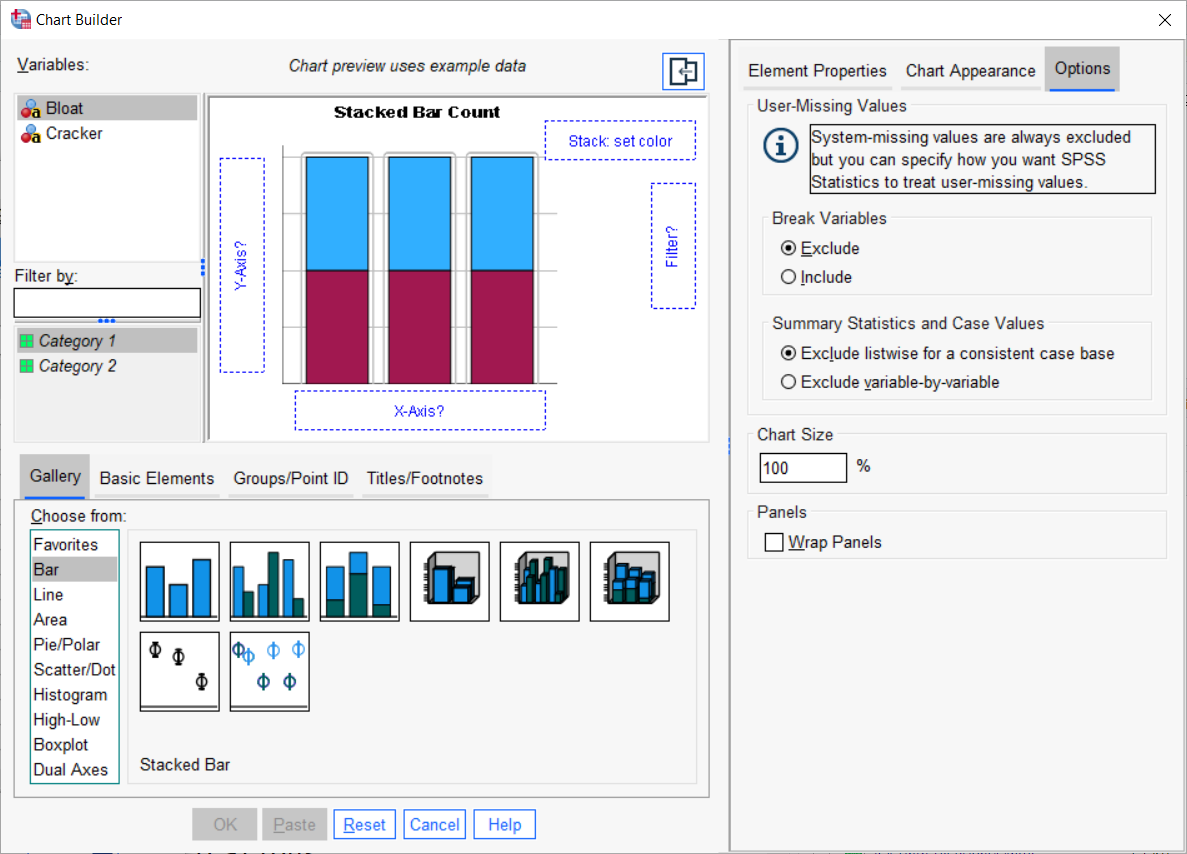 Chart Builder
Variables:
Chart preview uses example data
Bloat
Cracker
Filter by:
Category 1
Category 2
Stacked Bar Count
Stack: set color
Y-Axis?
Filter?
X-Axis?
Gallery
Basic Elements
Groups/Point ID
Titles/Footnotes
Choose from:
Favorites
Bar
Line
Area
Pie/Polar
Scatter/Dot
Histogram
High-Low
Boxplot
Dual Axes
Stacked Bar
OK
Paste
Reset
Cancel
Help
Element Properties
Chart Appearance
Options
User-Missing Values
System-missing values are always excluded
but you can specify how you want SPSS
Statistics to treat user-missing values.
Break Variables
Exclude
Include
Summary Statistics and Case Values
Exclude listwise for a consistent case base
Exclude variable-by-variable
Chart Size
100 %
Panels
Wrap Panels